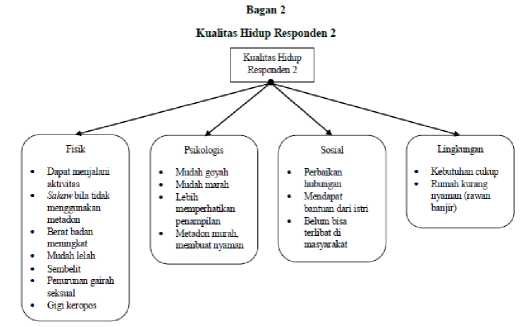 Bagan 2
Kualitas Hidup Responden 2
Kualitas Hidup
Responden 2
Fisik
• Dapat menjalani
aktivitas
• Sakaw bila tidak
menggunakan
metadon
• Berat badan
meningkat
• Mudah lelah
• Sembelit
• Penurunan gairah
seksual
• Gigi keropos
Psikologis
• Mudah goyah
• Mudah marah
• Lebih
memperhatikan
penampilan
• Metadon murah,
membuat nyaman
Sosial
• Perbaikan
hubungan
• Mendapat
bantuan dari istri
• Belum bisa
terlibat di
masyarakat
Lingkungan
• Kebutuhan cukup
• Rumah kurang
nyaman (rawan
banjir)